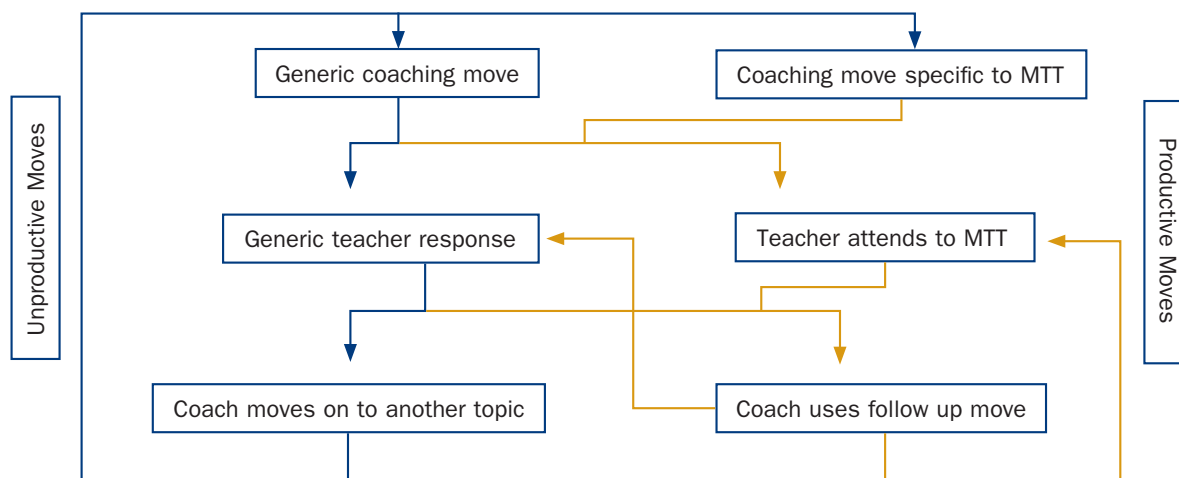 Generic coaching move
Coaching move specific to MTT
Unproductive Moves
Productive Moves
Generic teacher response
Teacher attends to MTT
Coach moves on to another topic
Coach uses follow up move